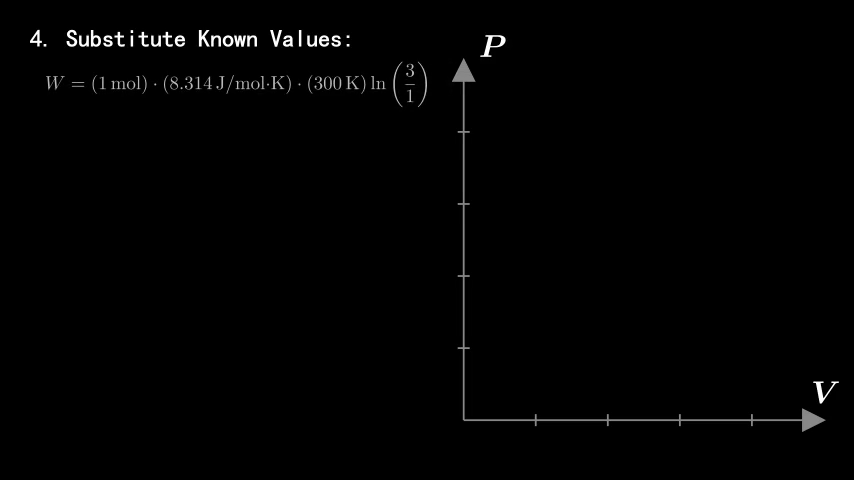 4. Substitute Known Values:
W = (1 mol) · (8.314 J/mol·K) · (300 K) ln (3/1)
P
V